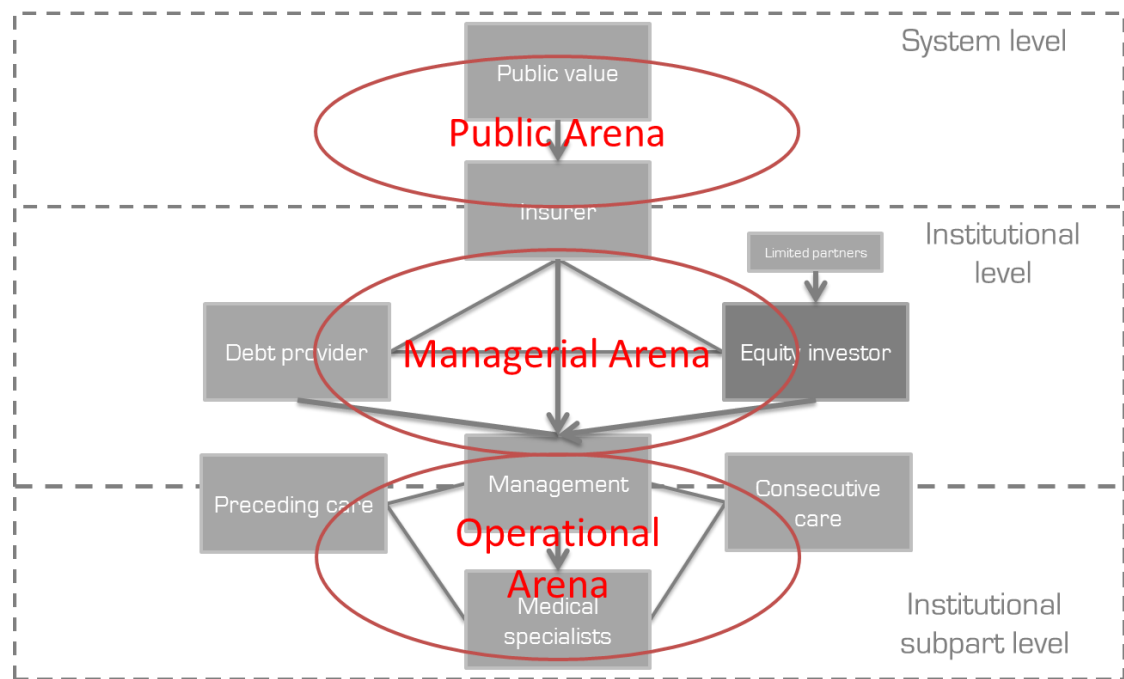 System level
Public value
Public Arena
Insurer
Institutional
level
Limited partners
Debt provider
Managerial Arena
Equity investor
Management
Preceding care
Consecutive
care
Operational
Arena
Medical
specialists
Institutional
subpart level